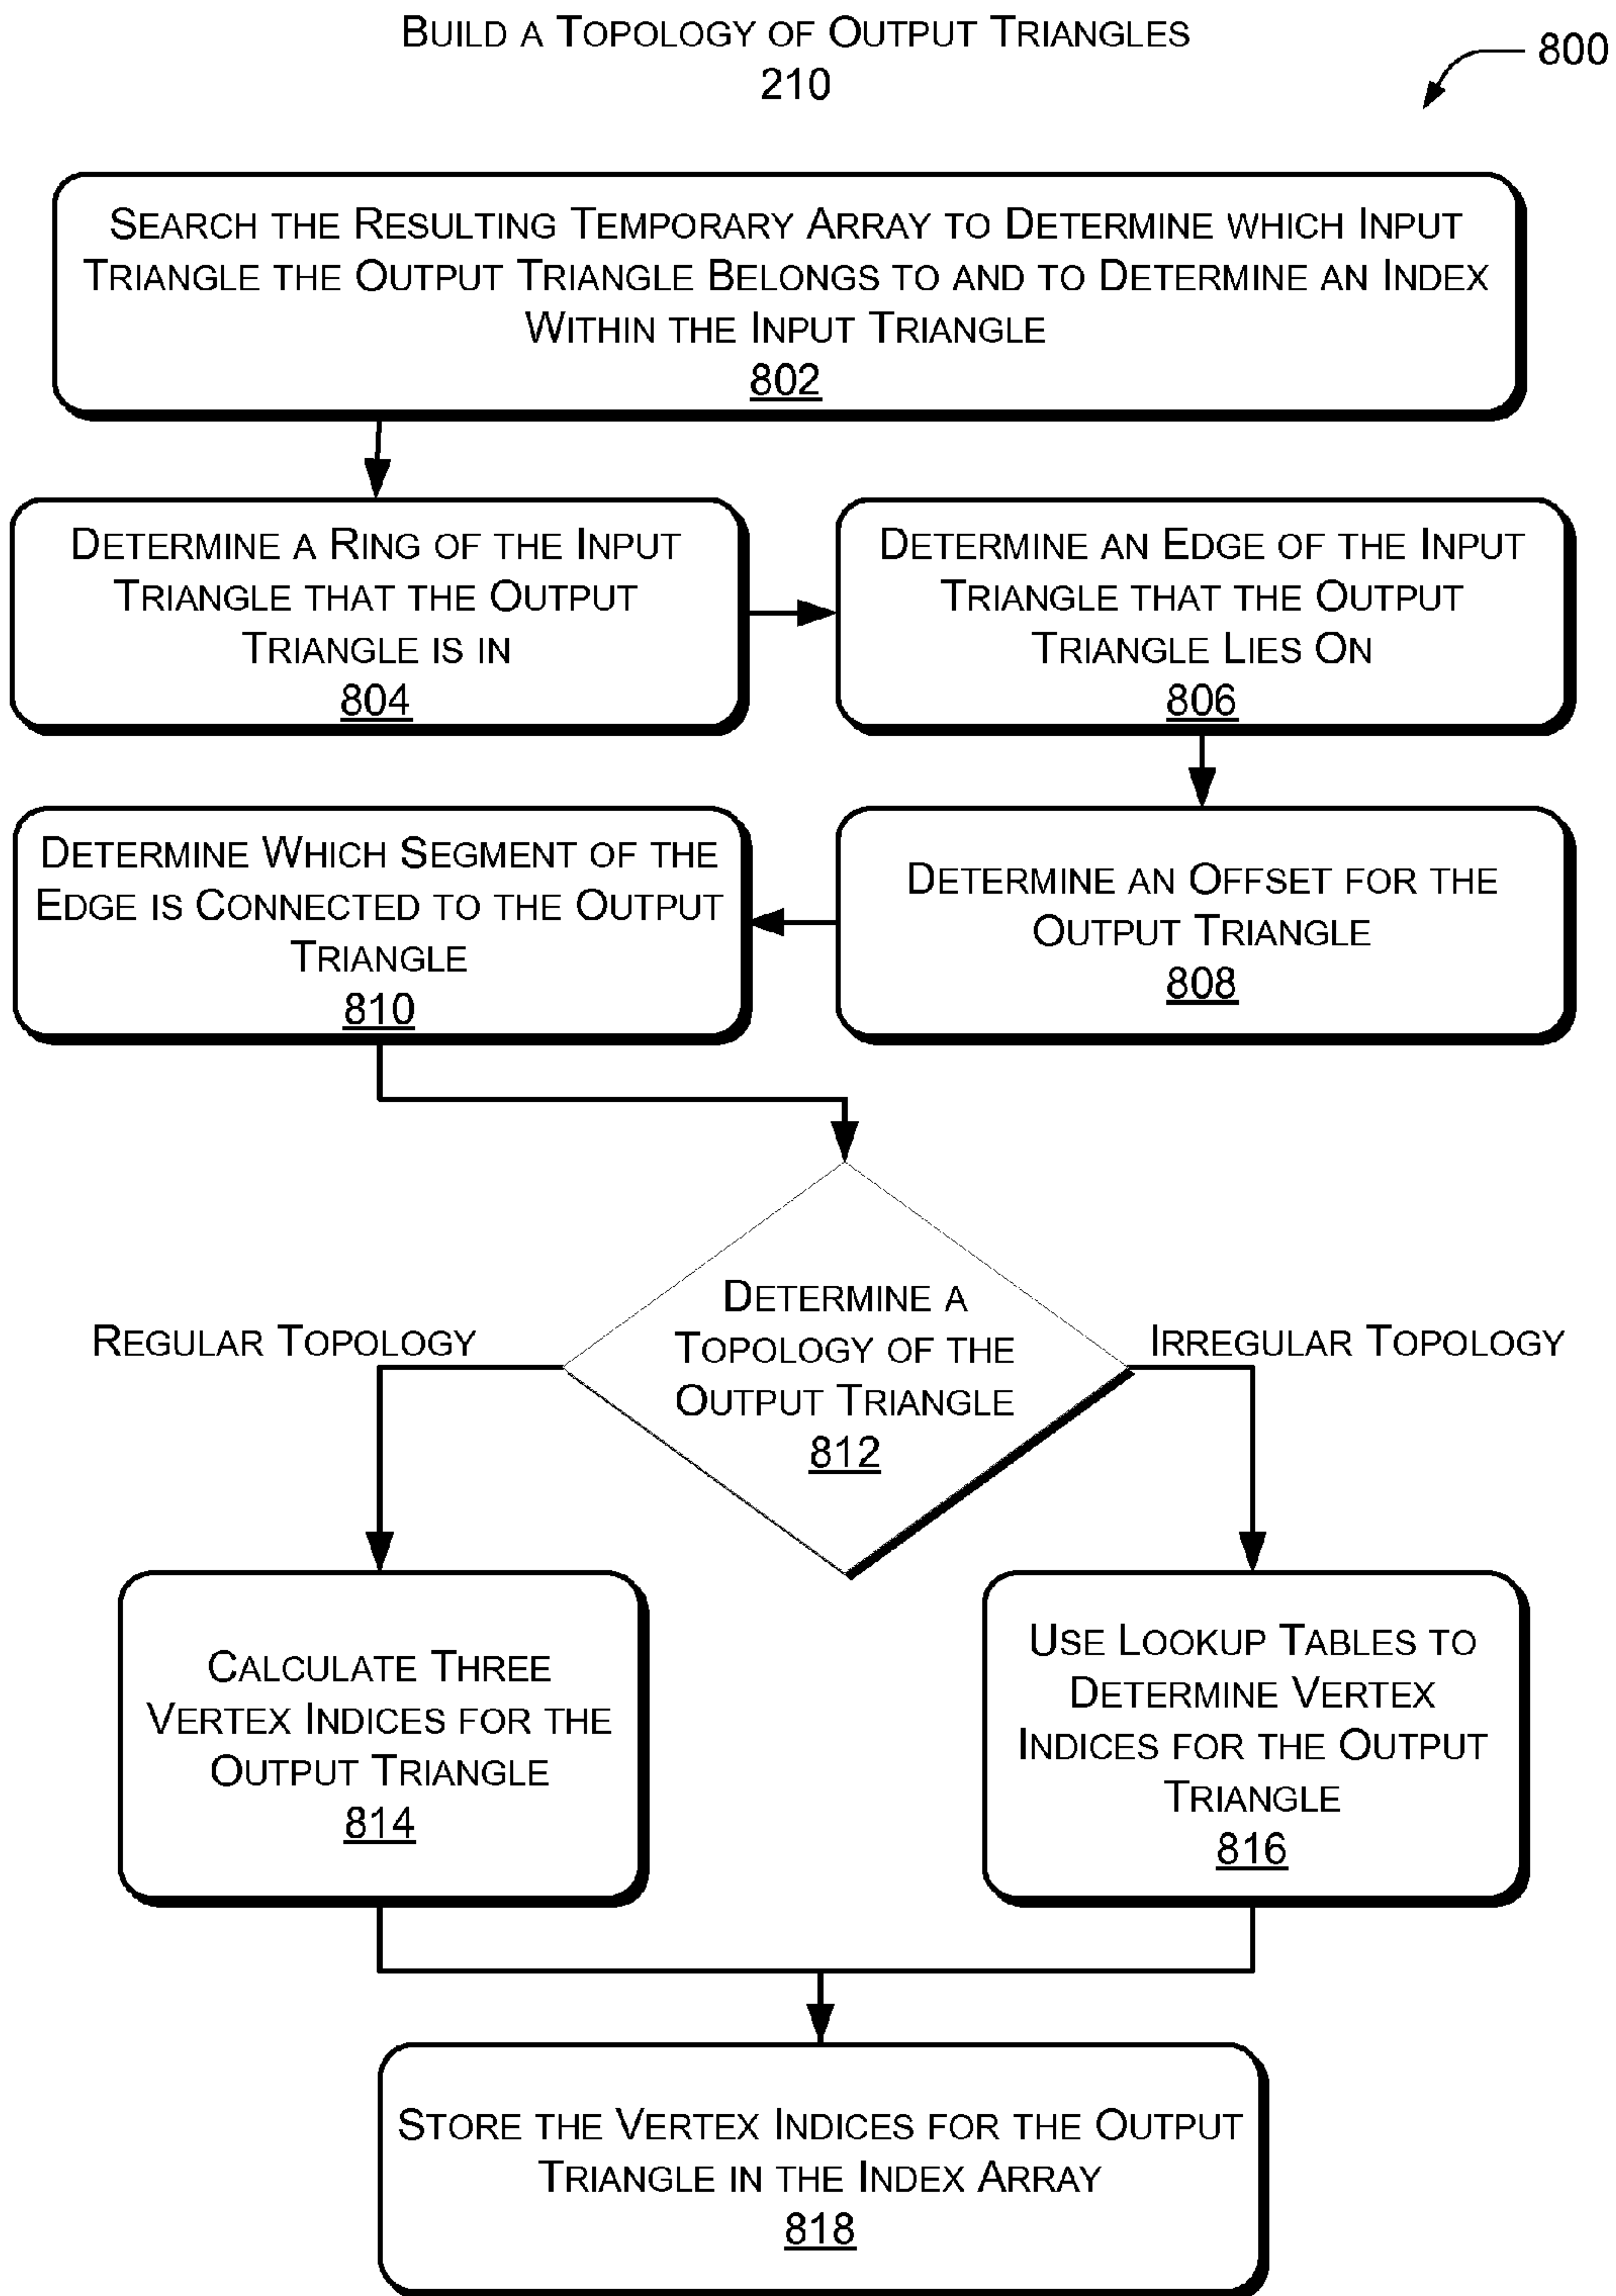 BUILD A TOPOLOGY OF OUTPUT TRIANGLES
210
800
SEARCH THE RESULTING TEMPORARY ARRAY TO DETERMINE WHICH INPUT
TRIANGLE THE OUTPUT TRIANGLE BELONGS TO AND TO DETERMINE AN INDEX
WITHIN THE INPUT TRIANGLE
802
DETERMINE A RING OF THE INPUT
TRIANGLE THAT THE OUTPUT
TRIANGLE IS IN
804
DETERMINE AN EDGE OF THE INPUT
TRIANGLE THAT THE OUTPUT
TRIANGLE LIES ON
806
DETERMINE AN OFFSET FOR THE
OUTPUT TRIANGLE
808
DETERMINE WHICH SEGMENT OF THE
EDGE IS CONNECTED TO THE OUTPUT
TRIANGLE
810
DETERMINE A
TOPOLOGY OF THE
OUTPUT TRIANGLE
812
REGULAR TOPOLOGY
IRREGULAR TOPOLOGY
CALCULATE THREE
VERTEX INDICES FOR THE
OUTPUT TRIANGLE
814
USE LOOKUP TABLES TO
DETERMINE VERTEX
INDICES FOR THE OUTPUT
TRIANGLE
816
STORE THE VERTEX INDICES FOR THE OUTPUT
TRIANGLE IN THE INDEX ARRAY
818